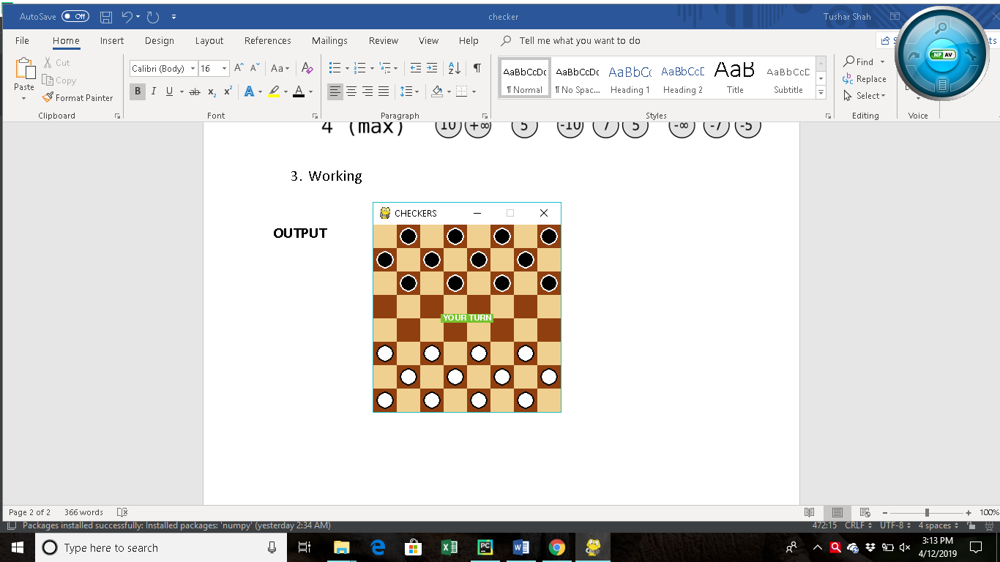 AutoSave Off checker Tushar Shah
File Home Insert Design Layout References Mailings Review View Help Tell me what you want to do
Paste Cut Copy Format Painter
Calibri (Body) 16 Aa
B I U ab x₂ x² A A
AaBbCcDc AaBbCcDc AaBbCc AaBbCcC AaB AaBbCcD
¶ Normal ¶ No Spac... Heading 1 Heading 2 Title Subtitle
Find Replace Select
NP AV
Clipboard Font Paragraph Styles Editing Voice
4 (max) 10 +∞ 5 -10 7 5 -∞ -7 -5
3. Working
CHECKERS
OUTPUT
YOUR TURN
Page 2 of 2 366 words 100%
Packages installed successfully: Installed packages: 'numpy' (yesterday 2:34 AM) 472:15 CRLF UTF-8 4 spaces
Type here to search 3:13 PM
4/12/2019